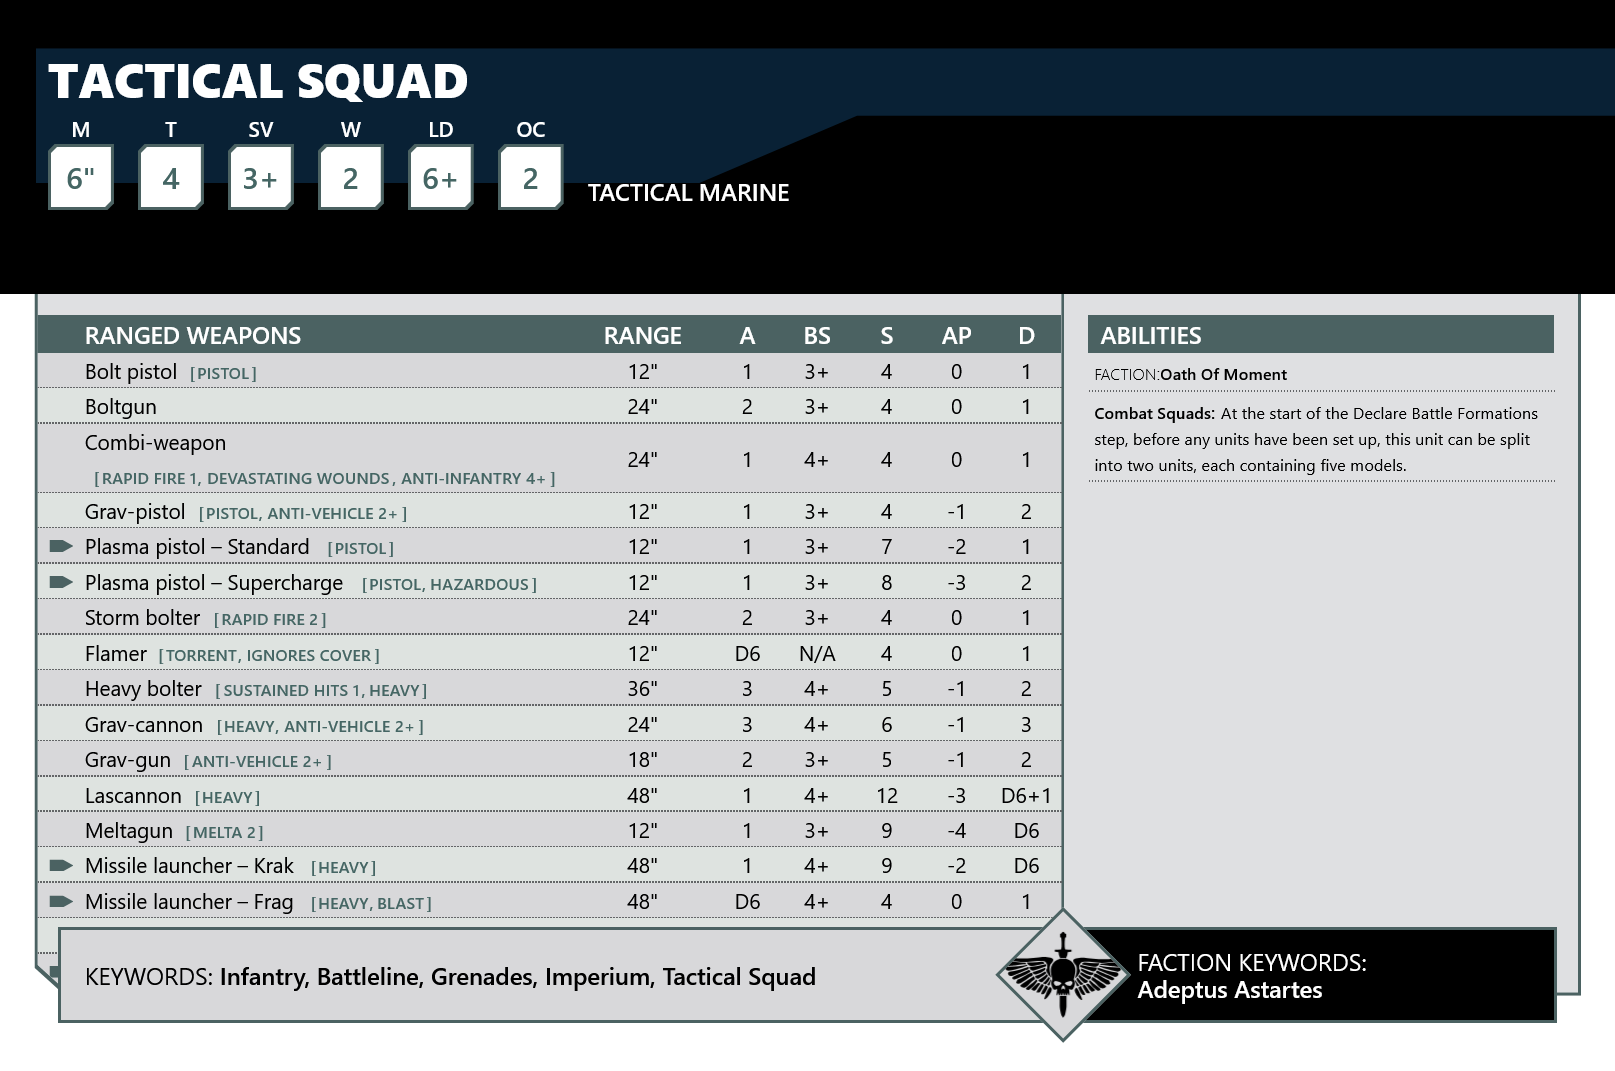 TACTICAL SQUAD
M T SV W LD OC
6" 4 3+ 2 6+ 2 TACTICAL MARINE
RANGED WEAPONS RANGE A BS S AP D
Bolt pistol [PISTOL] 12" 1 3+ 4 0 1
Boltgun 24" 2 3+ 4 0 1
Combi-weapon
[RAPID FIRE 1, DEVASTATING WOUNDS, ANTI-INFANTRY 4+] 24" 1 4+ 4 0 1
Grav-pistol [PISTOL, ANTI-VEHICLE 2+] 12" 1 3+ 4 -1 2
Plasma pistol – Standard [PISTOL] 12" 1 3+ 7 -2 1
Plasma pistol – Supercharge [PISTOL, HAZARDOUS] 12" 1 3+ 8 -3 2
Storm bolter [RAPID FIRE 2] 24" 2 3+ 4 0 1
Flamer [TORRENT, IGNORES COVER] 12" D6 N/A 4 0 1
Heavy bolter [SUSTAINED HITS 1, HEAVY] 36" 3 4+ 5 -1 2
Grav-cannon [HEAVY, ANTI-VEHICLE 2+] 24" 3 4+ 6 -1 3
Grav-gun [ANTI-VEHICLE 2+] 18" 2 3+ 5 -1 2
Lascannon [HEAVY] 48" 1 4+ 12 -3 D6+1
Meltagun [MELTA 2] 12" 1 3+ 9 -4 D6
Missile launcher – Krak [HEAVY] 48" 1 4+ 9 -2 D6
Missile launcher – Frag [HEAVY, BLAST] 48" D6 4+ 4 0 1
ABILITIES
FACTION:Oath Of Moment
Combat Squads: At the start of the Declare Battle Formations
step, before any units have been set up, this unit can be split
into two units, each containing five models.
KEYWORDS: Infantry, Battleline, Grenades, Imperium, Tactical Squad
FACTION KEYWORDS:
Adeptus Astartes